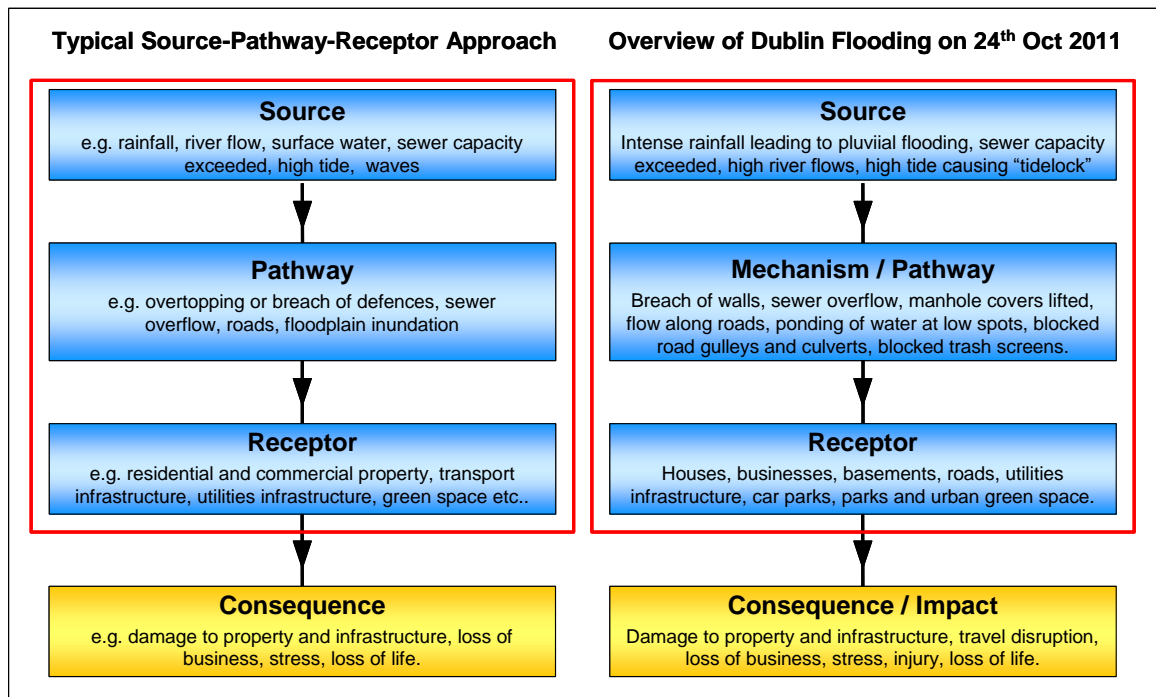 Typical Source-Pathway-Receptor Approach
Source
e.g. rainfall, river flow, surface water, sewer capacity
exceeded, high tide, waves
Pathway
e.g. overtopping or breach of defences, sewer
overflow, roads, floodplain inundation
Receptor
e.g. residential and commercial property, transport
infrastructure, utilities infrastructure, green space etc..
Consequence
e.g. damage to property and infrastructure, loss of
business, stress, loss of life.
Overview of Dublin Flooding on 24th Oct 2011
Source
Intense rainfall leading to pluviial flooding, sewer capacity
exceeded, high river flows, high tide causing “tidelock”
Mechanism / Pathway
Breach of walls, sewer overflow, manhole covers lifted,
flow along roads, ponding of water at low spots, blocked
road gulleys and culverts, blocked trash screens.
Receptor
Houses, businesses, basements, roads, utilities
infrastructure, car parks, parks and urban green space.
Consequence / Impact
Damage to property and infrastructure, travel disruption,
loss of business, stress, injury, loss of life.